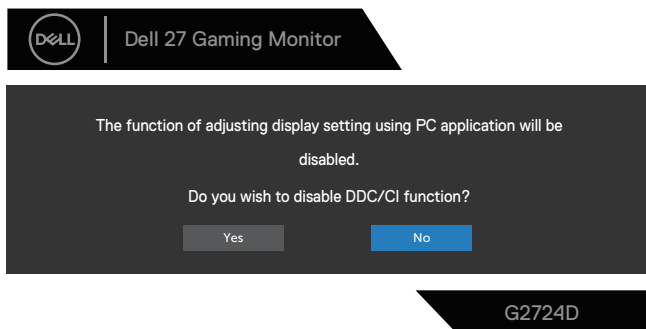 DELL
Dell 27 Gaming Monitor
The function of adjusting display setting using PC application will be
disabled.
Do you wish to disable DDC/CI function?
Yes
No
G2724D